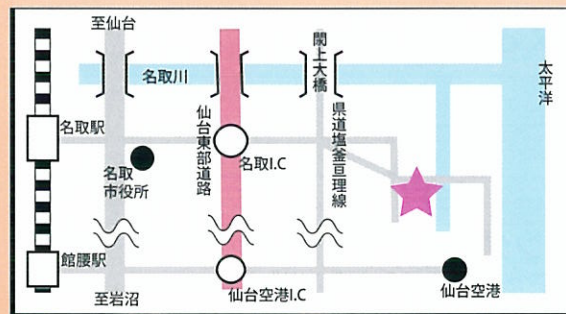 至仙台
閖上大橋
太平洋
名取川
名取駅
仙台東部道路
県道塩釜亘理線
名取I.C
名取
市役所
館腰駅
仙台空港I.C
仙台空港
至岩沼